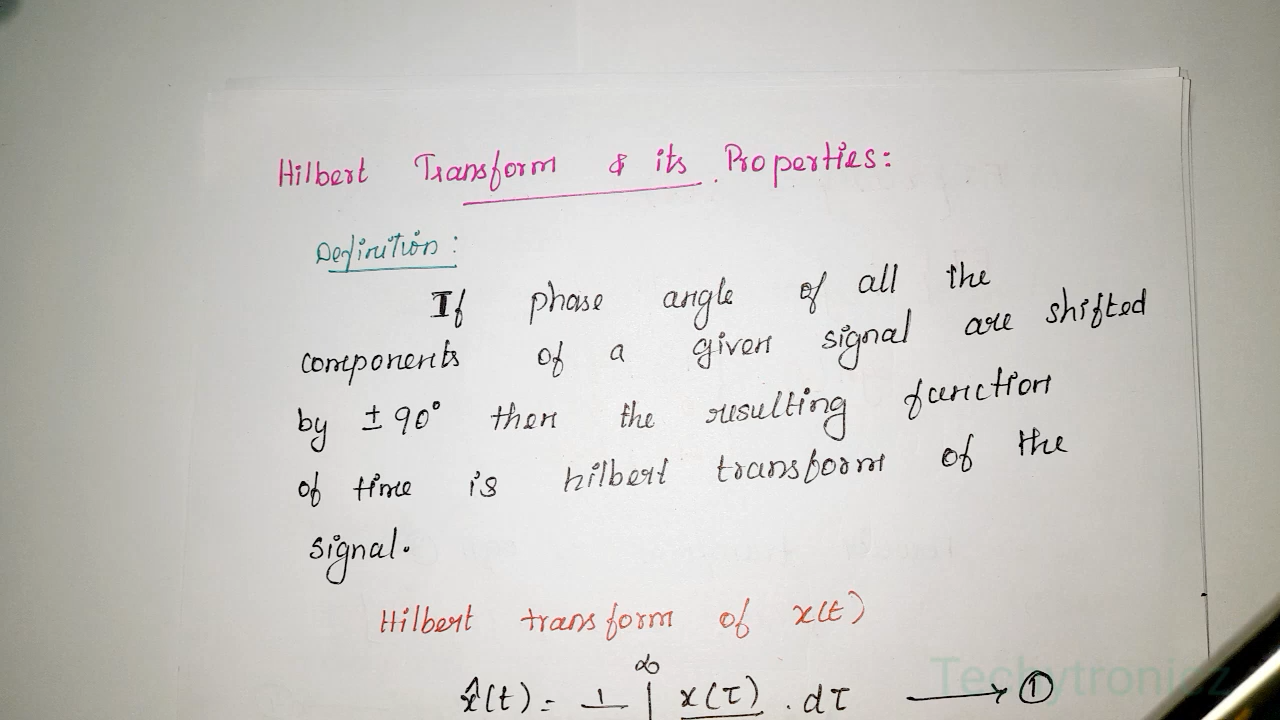 Hilbert Transform & its Properties:
Definition:
If phase angle of all the
components of a given signal are shifted
by ±90° then the resulting function
of time is hilbert transform of the
signal.
Hilbert transform of x(t)
∞
x̂(t) = 1 ∫ x(τ) . dτ ⟶ ①
Techytronicz